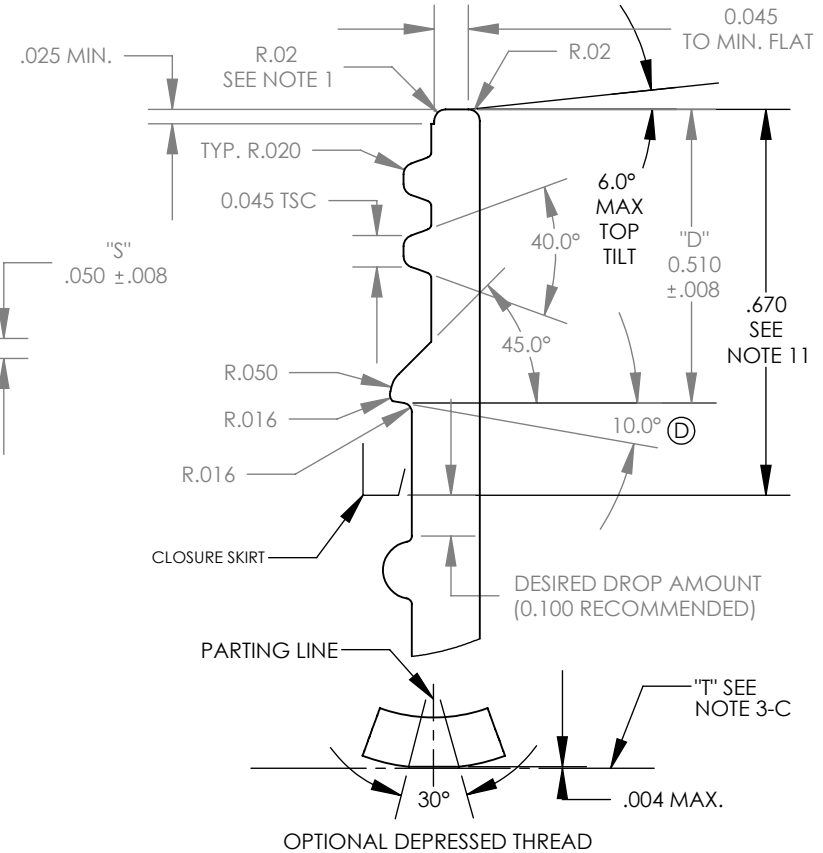 0.045
TO MIN. FLAT
.025 MIN.
R.02
SEE NOTE 1
R.02
TYP. R.020
0.045 TSC
6.0°
MAX
TOP
TILT
40.0°
"D"
0.510
±.008
"S"
.050 ±.008
.670
SEE
NOTE 11
45.0°
R.050
R.016
10.0° D
R.016
CLOSURE SKIRT
DESIRED DROP AMOUNT
(0.100 RECOMMENDED)
PARTING LINE
"T" SEE
NOTE 3-C
30°
.004 MAX.
OPTIONAL DEPRESSED THREAD